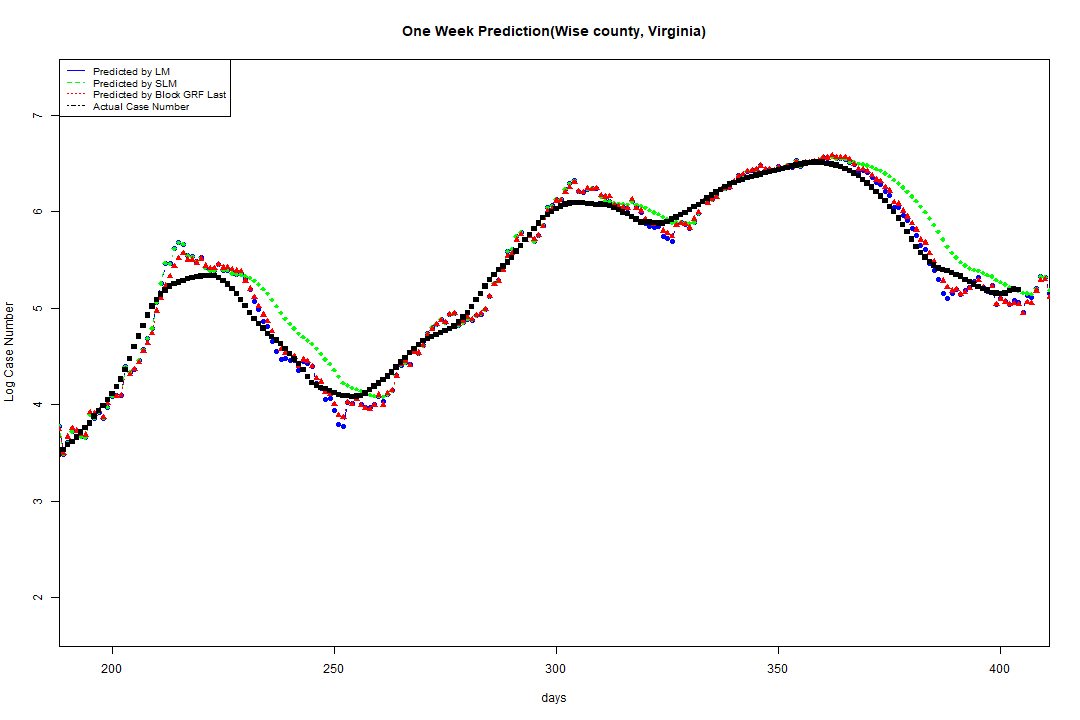 One Week Prediction(Wise county, Virginia)
Predicted by LM
Predicted by SLM
Predicted by Block GRF Last
Actual Case Number
7
6
5
4
3
2
Log Case Number
200 250 300 350 400
days